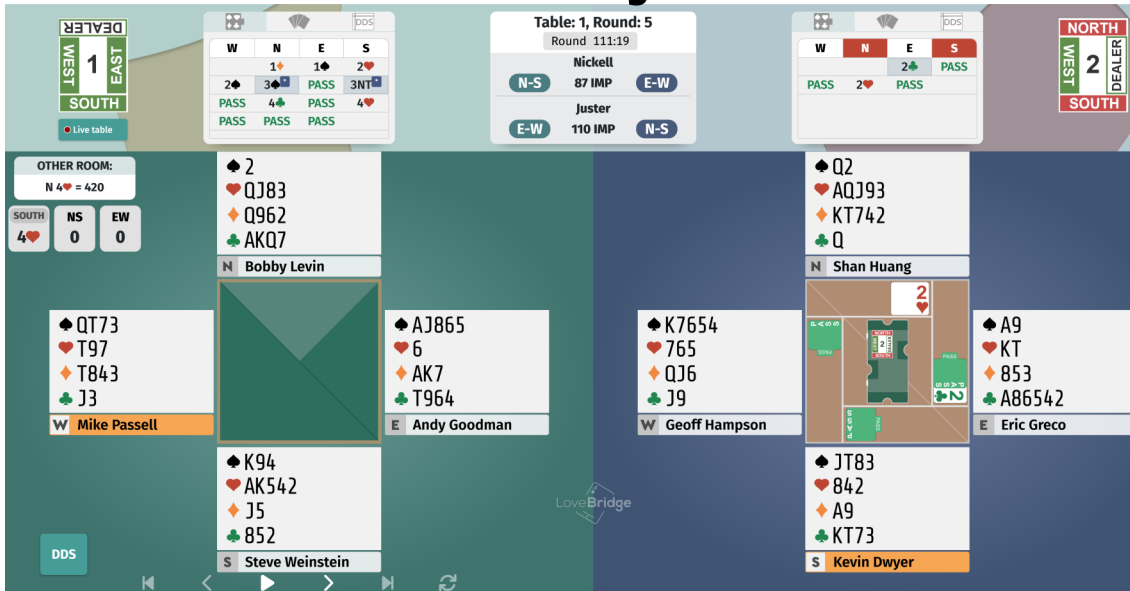 DEALER
WEST 1 EAST
SOUTH
Live table
DDS
W N E S
1♦ 1♠ 2♥
2♠ 3♠ PASS 3NT
PASS 4♣ PASS 4♥
PASS PASS PASS
Table: 1, Round: 5
Round 111:19
Nickell
N-S 87 IMP E-W
Juster
E-W 110 IMP N-S
DDS
W N E S
2♣ PASS
PASS 2♥ PASS
NORTH
WEST 2 DEALER
SOUTH
OTHER ROOM:
N 4♥ = 420
SOUTH NS EW
4♥ 0 0
♠ 2
♥ QJ83
♦ Q962
♣ AKQ7
N Bobby Levin
♠ QT73
♥ T97
♦ T843
♣ J3
W Mike Passell
♠ AJ865
♥ 6
♦ AK7
♣ T964
E Andy Goodman
♠ K94
♥ AK542
♦ J5
♣ 852
S Steve Weinstein
DDS
♠ Q2
♥ AQJ93
♦ KT742
♣ Q
N Shan Huang
♠ K7654
♥ 765
♦ QJ6
♣ J9
W Geoff Hampson
2♥
PASS
PASS
2♣
PASS
2
♠ A9
♥ KT
♦ 853
♣ A86542
E Eric Greco
♠ JT83
♥ 842
♦ A9
♣ KT73
S Kevin Dwyer
LoveBridge